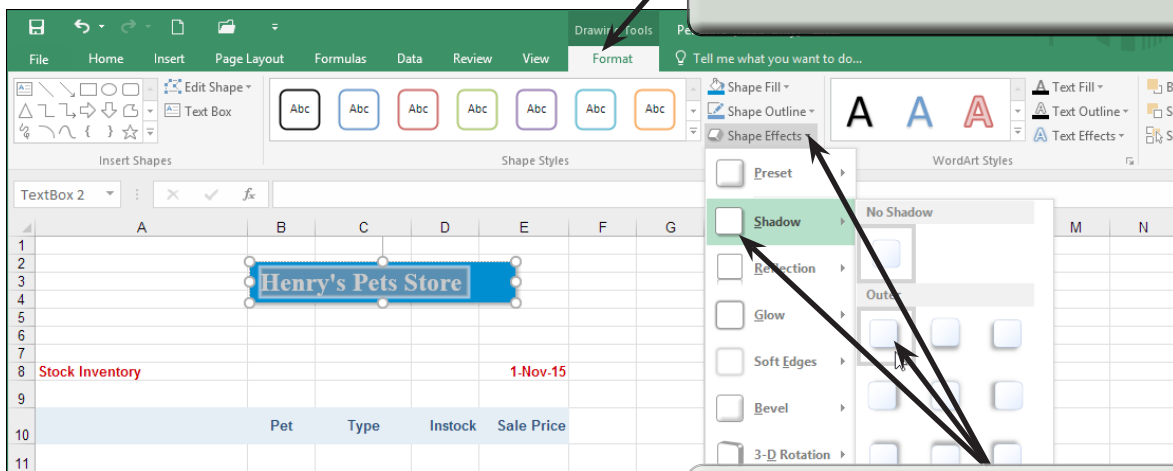 Drawing Tools Pe
File Home Insert Page Layout Formulas Data Review View Format Tell me what you want to do...
Edit Shape
Text Box
Abc Abc Abc Abc Abc Abc Abc
Shape Fill
Shape Outline
Shape Effects
A A A
Text Fill
Text Outline
Text Effects
B
S
S
Insert Shapes Shape Styles WordArt Styles
TextBox 2 fx
Preset
Shadow
Reflection
Glow
Soft Edges
Bevel
3-D Rotation
No Shadow
Outer
A B C D E F G M N
1
2
3 Henry's Pets Store
4
5
6
7
8 Stock Inventory 1-Nov-15
9
10 Pet Type Instock Sale Price
11